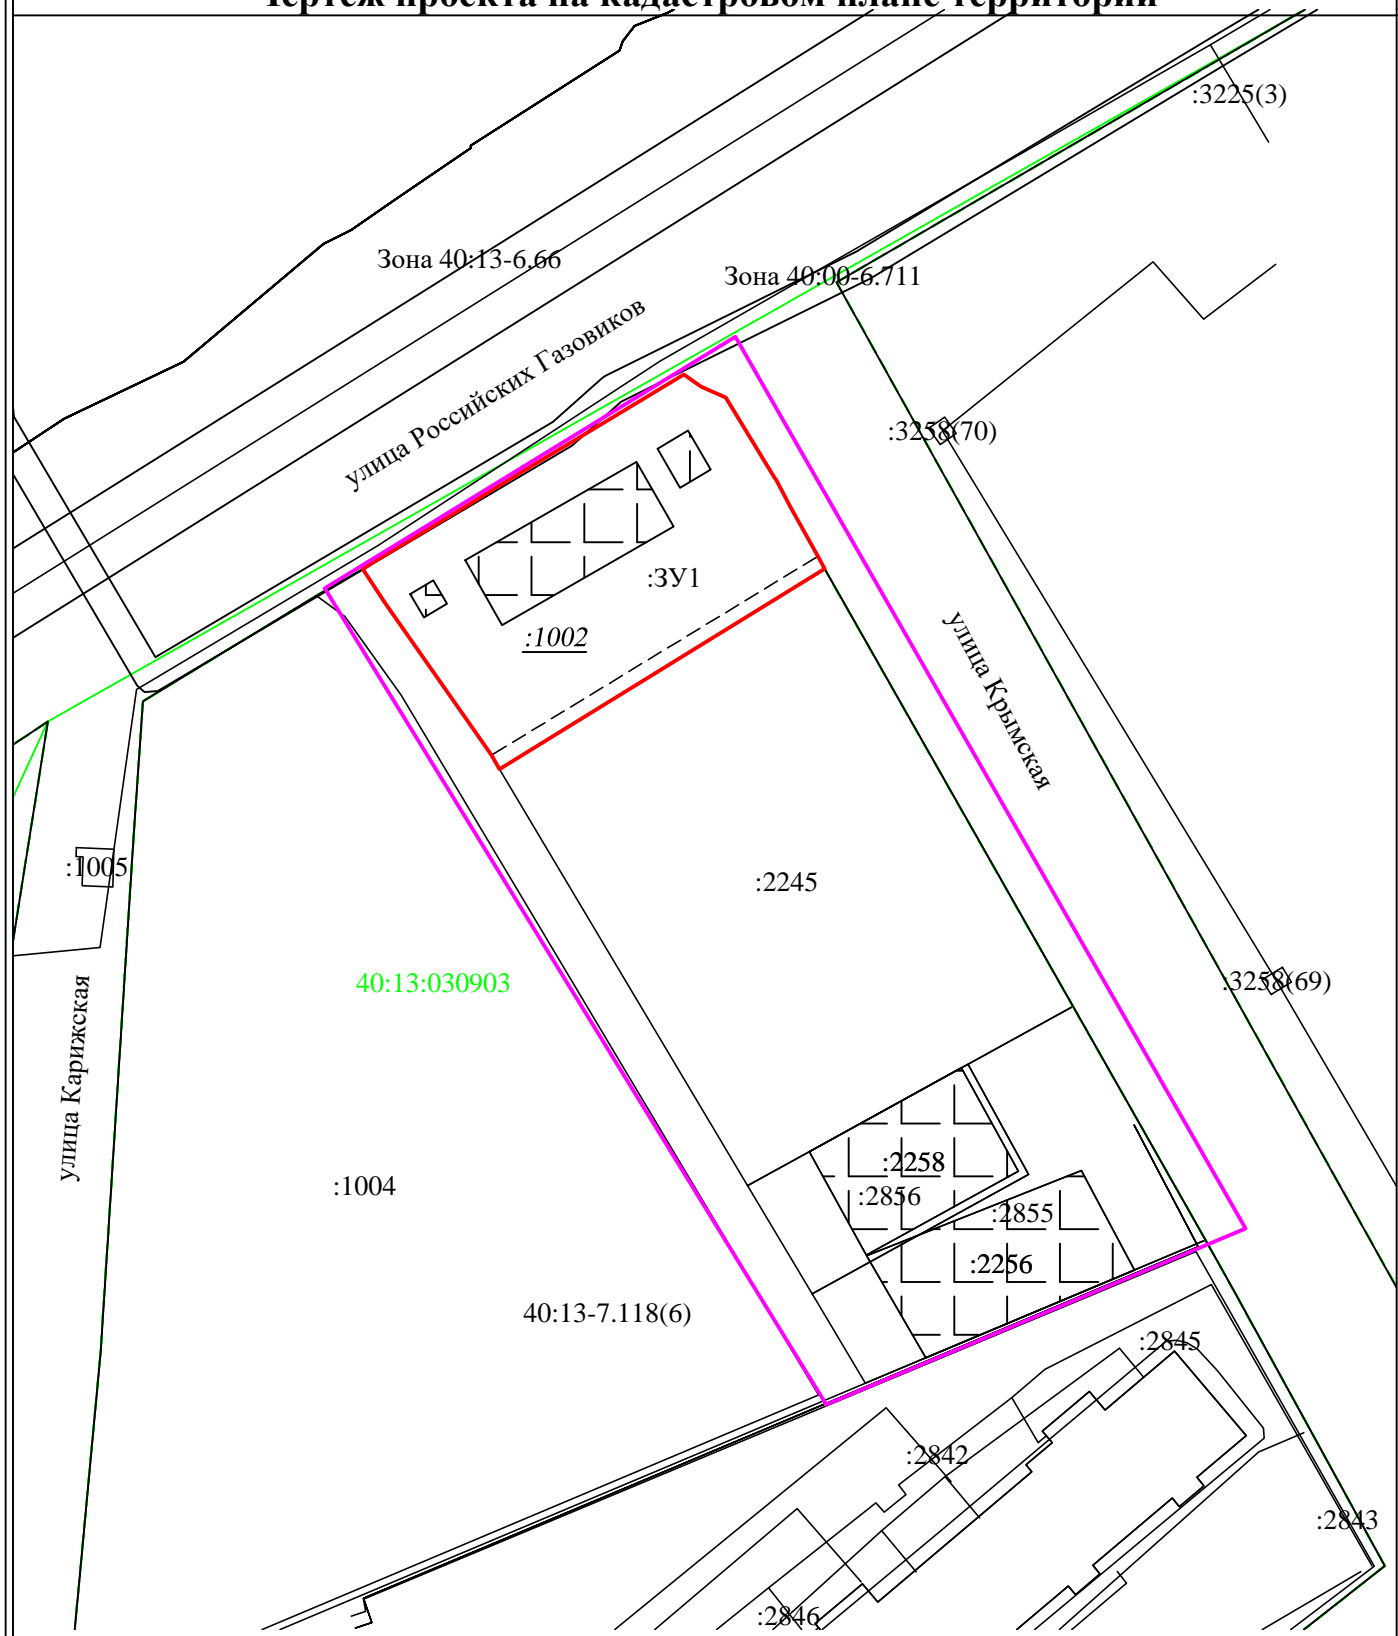 Чертеж проекта на кадастровом плане территории
:3225(3)
Зона 40:13-6.66
Зона 40:00-6.711
улица Российских Газовиков
:3258(70)
:ЗУ1
:1002
улица Крымская
:1005
:2245
40:13:030903
:3258(69)
улица Карижская
:2258
:1004
:2856
:2855
:2256
40:13-7.118(6)
:2845
:2842
:2843
:2846